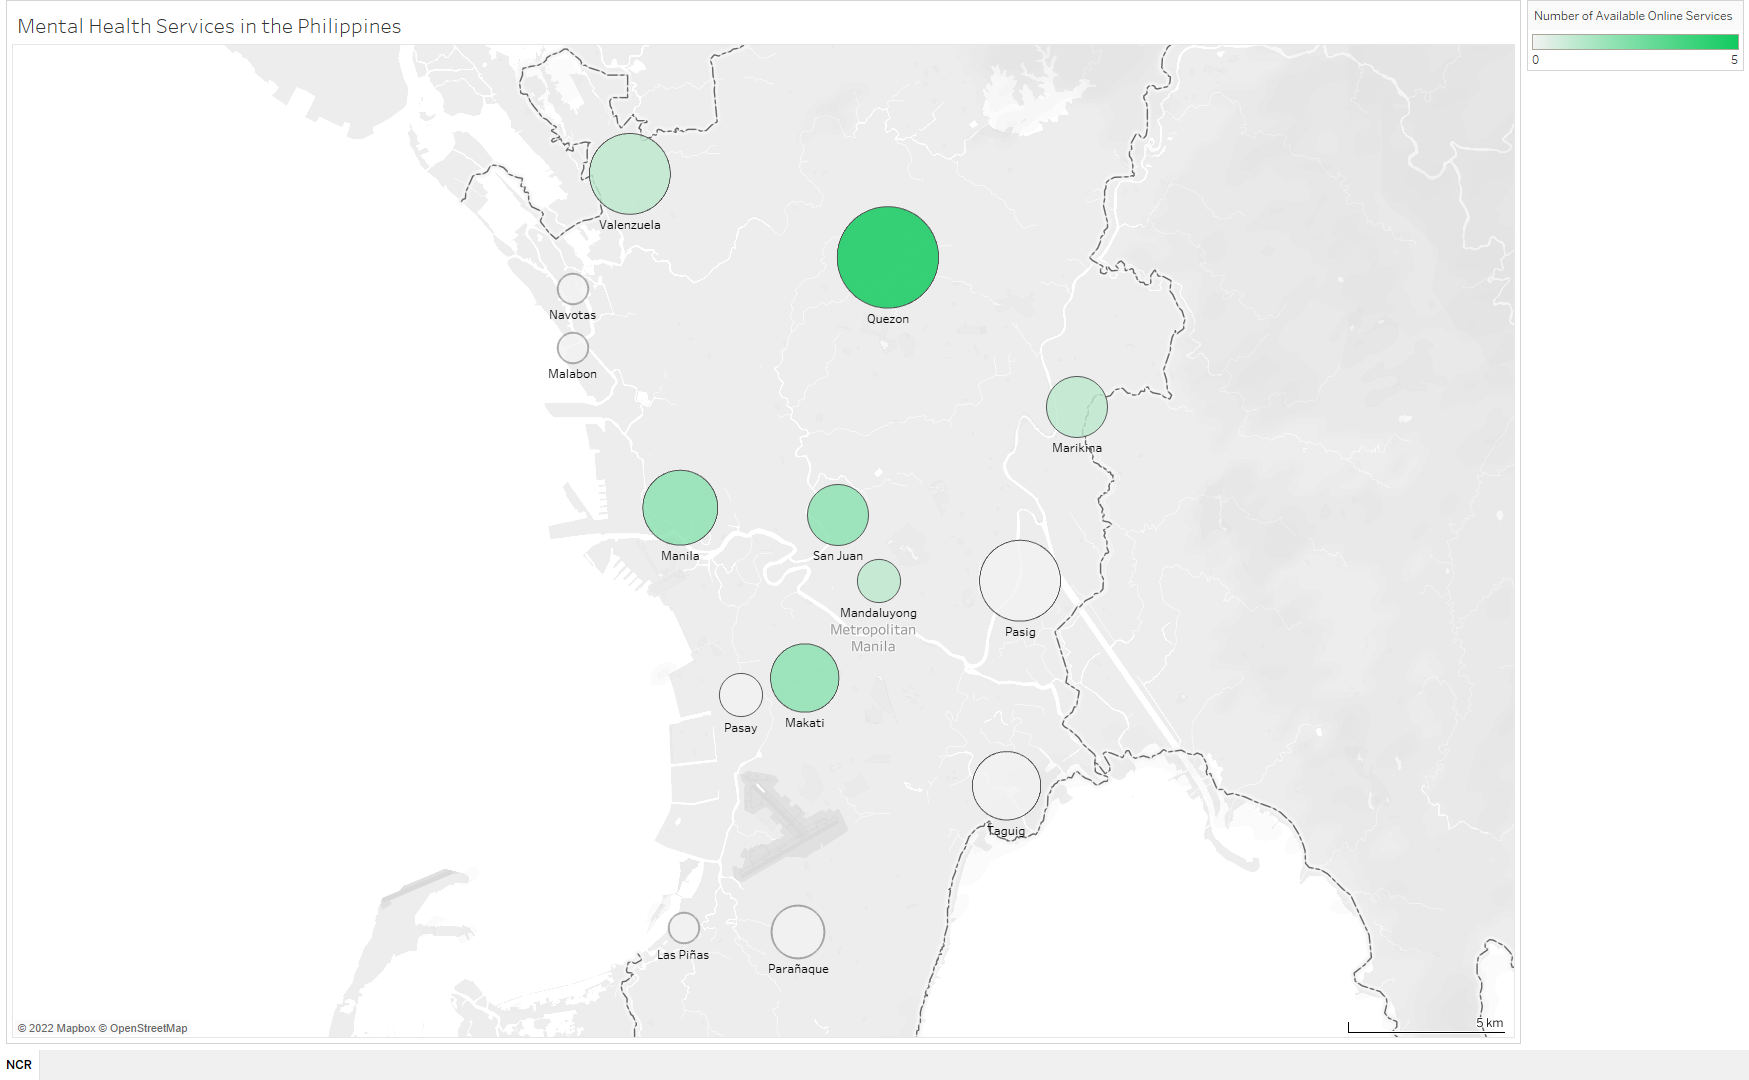 Mental Health Services in the Philippines
Number of Available Online Services
0 5
Valenzuela
Quezon
Navotas
Malabon
Marikina
Manila
San Juan
Mandaluyong
Metropolitan
Manila
Pasig
Pasay
Makati
Taguig
Las Piñas
Parañaque
© 2022 Mapbox © OpenStreetMap
5 km
NCR